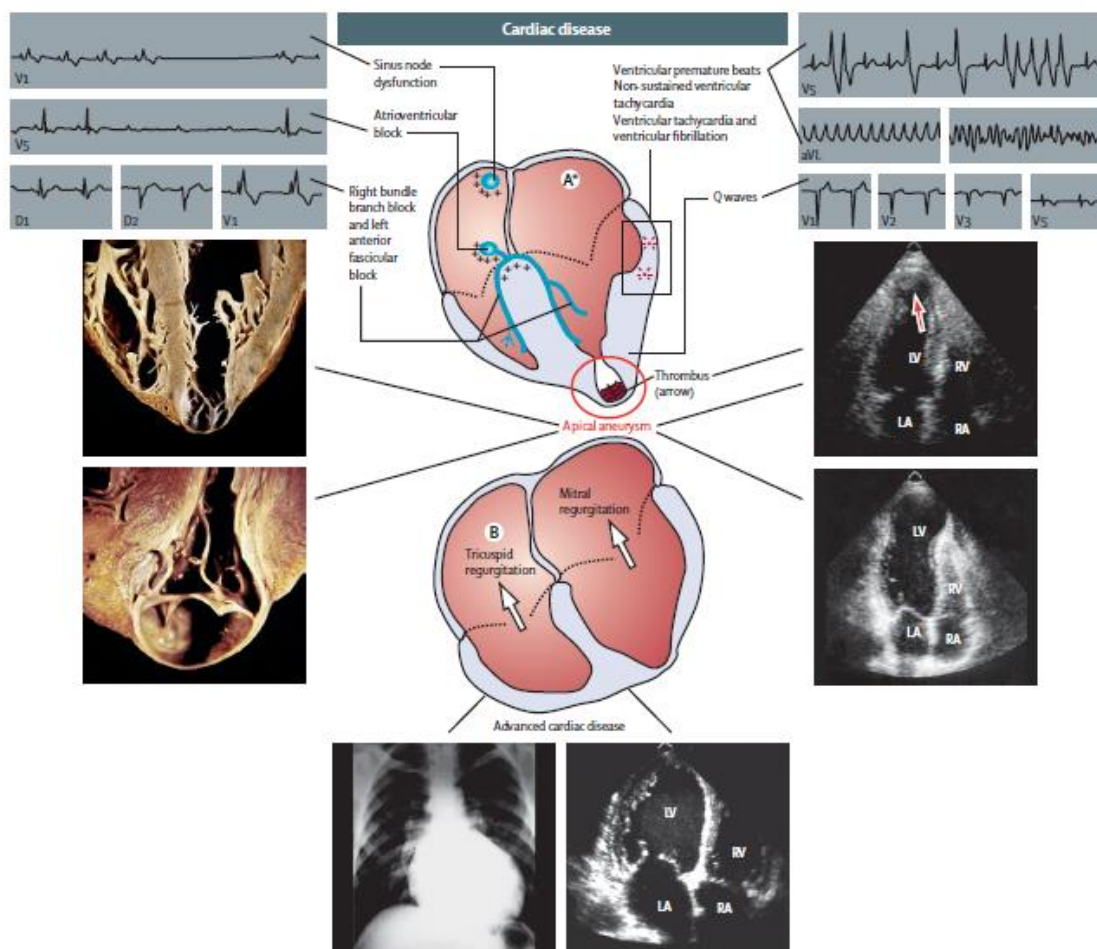 Cardiac disease
V1
V5
D1
D2
V1
Sinus node
dysfunction
Atrioventricular
block
Right bundle
branch block
and left
anterior
fascicular
block
A*
Ventricular premature beats
Non-sustained ventricular
tachycardia
Ventricular tachycardia and
ventricular fibrillation
Q waves
V5
aVL
V1
V2
V3
V5
Thrombus
(arrow)
Apical aneurysm
LV
RV
LA
RA
B
Tricuspid
regurgitation
Mitral
regurgitation
LV
RV
LA
RA
Advanced cardiac disease
LV
RV
LA
RA